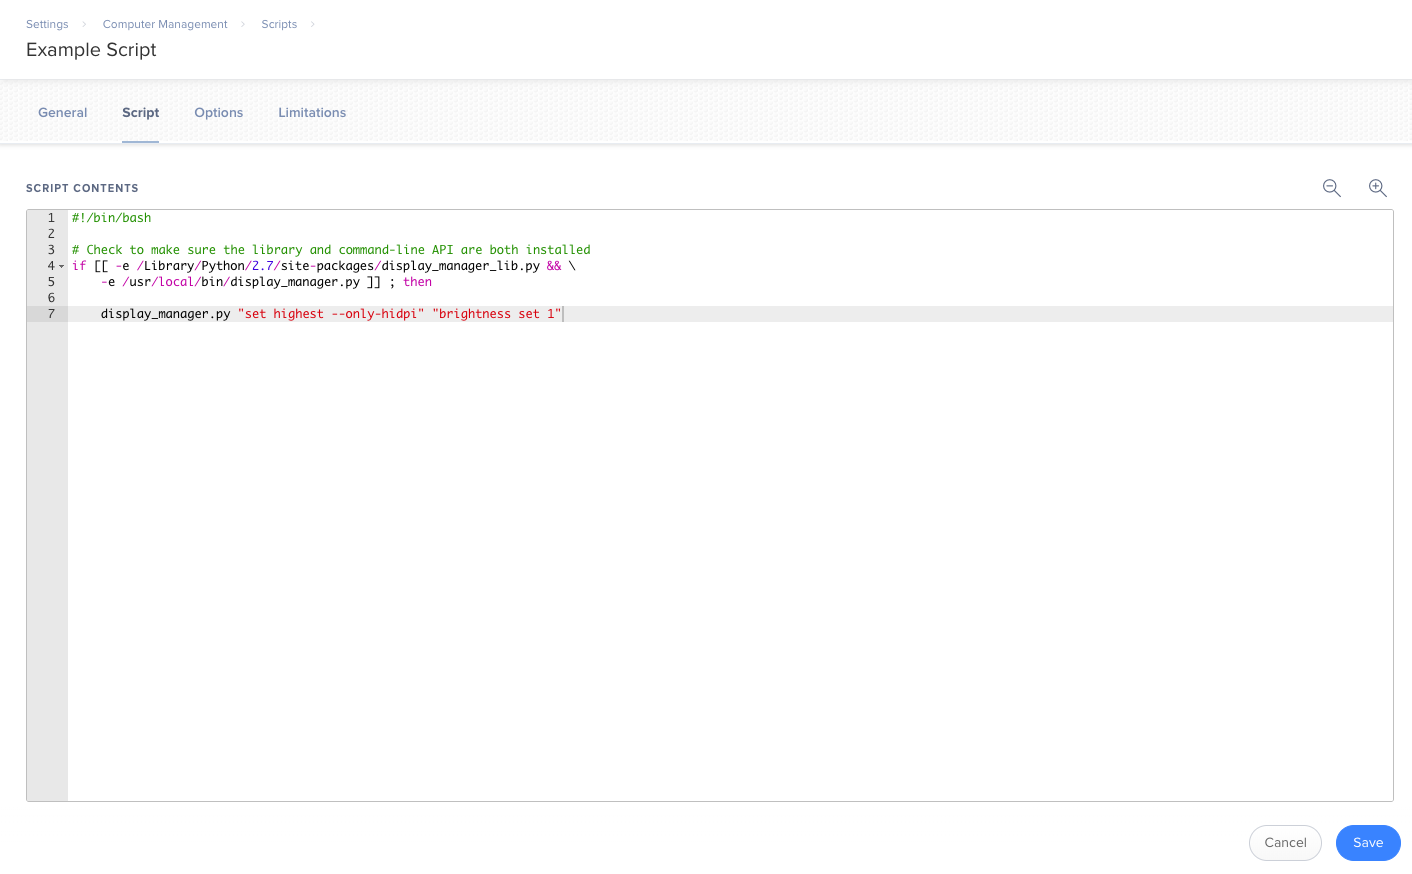 Settings > Computer Management > Scripts >
Example Script
General Script Options Limitations
SCRIPT CONTENTS
1 #!/bin/bash
2
3 # Check to make sure the library and command-line API are both installed
4 if [[ -e /Library/Python/2.7/site-packages/display_manager_lib.py && \
5     -e /usr/local/bin/display_manager.py ]] ; then
6
7     display_manager.py "set highest --only-hidpi" "brightness set 1"
Cancel Save